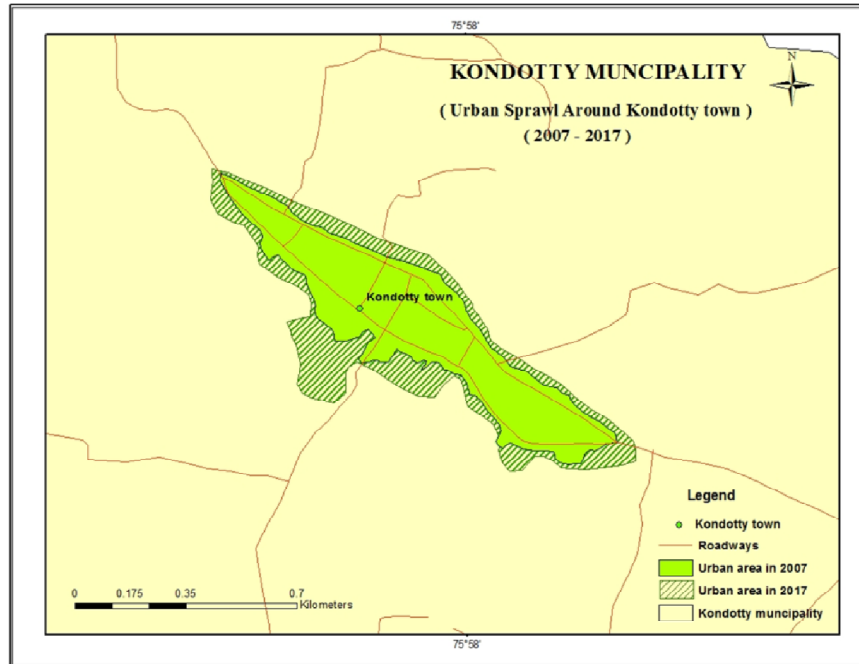 75°58'
KONDOTTY MUNCIPALITY
( Urban Sprawl Around Kondotty town )
( 2007 - 2017 )
N
Kondotty town
Legend
Kondotty town
Roadways
Urban area in 2007
Urban area in 2017
Kondotty muncipality
0 0.175 0.35 0.7
Kilometers
75°58'